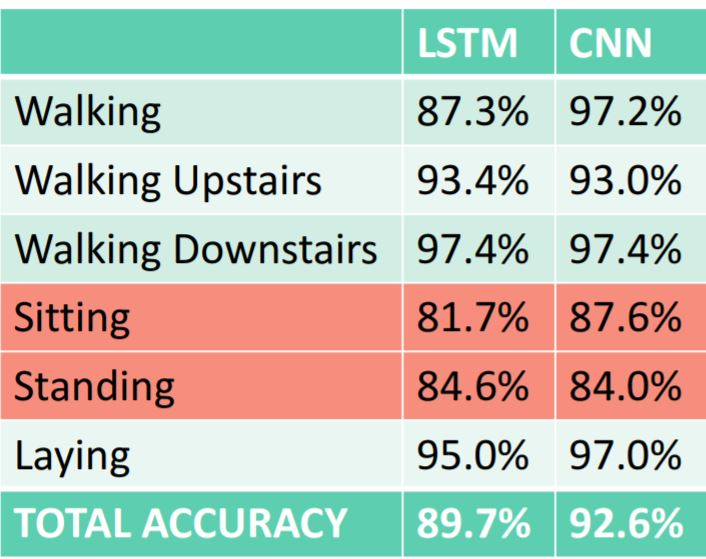 LSTM CNN
Walking 87.3% 97.2%
Walking Upstairs 93.4% 93.0%
Walking Downstairs 97.4% 97.4%
Sitting 81.7% 87.6%
Standing 84.6% 84.0%
Laying 95.0% 97.0%
TOTAL ACCURACY 89.7% 92.6%